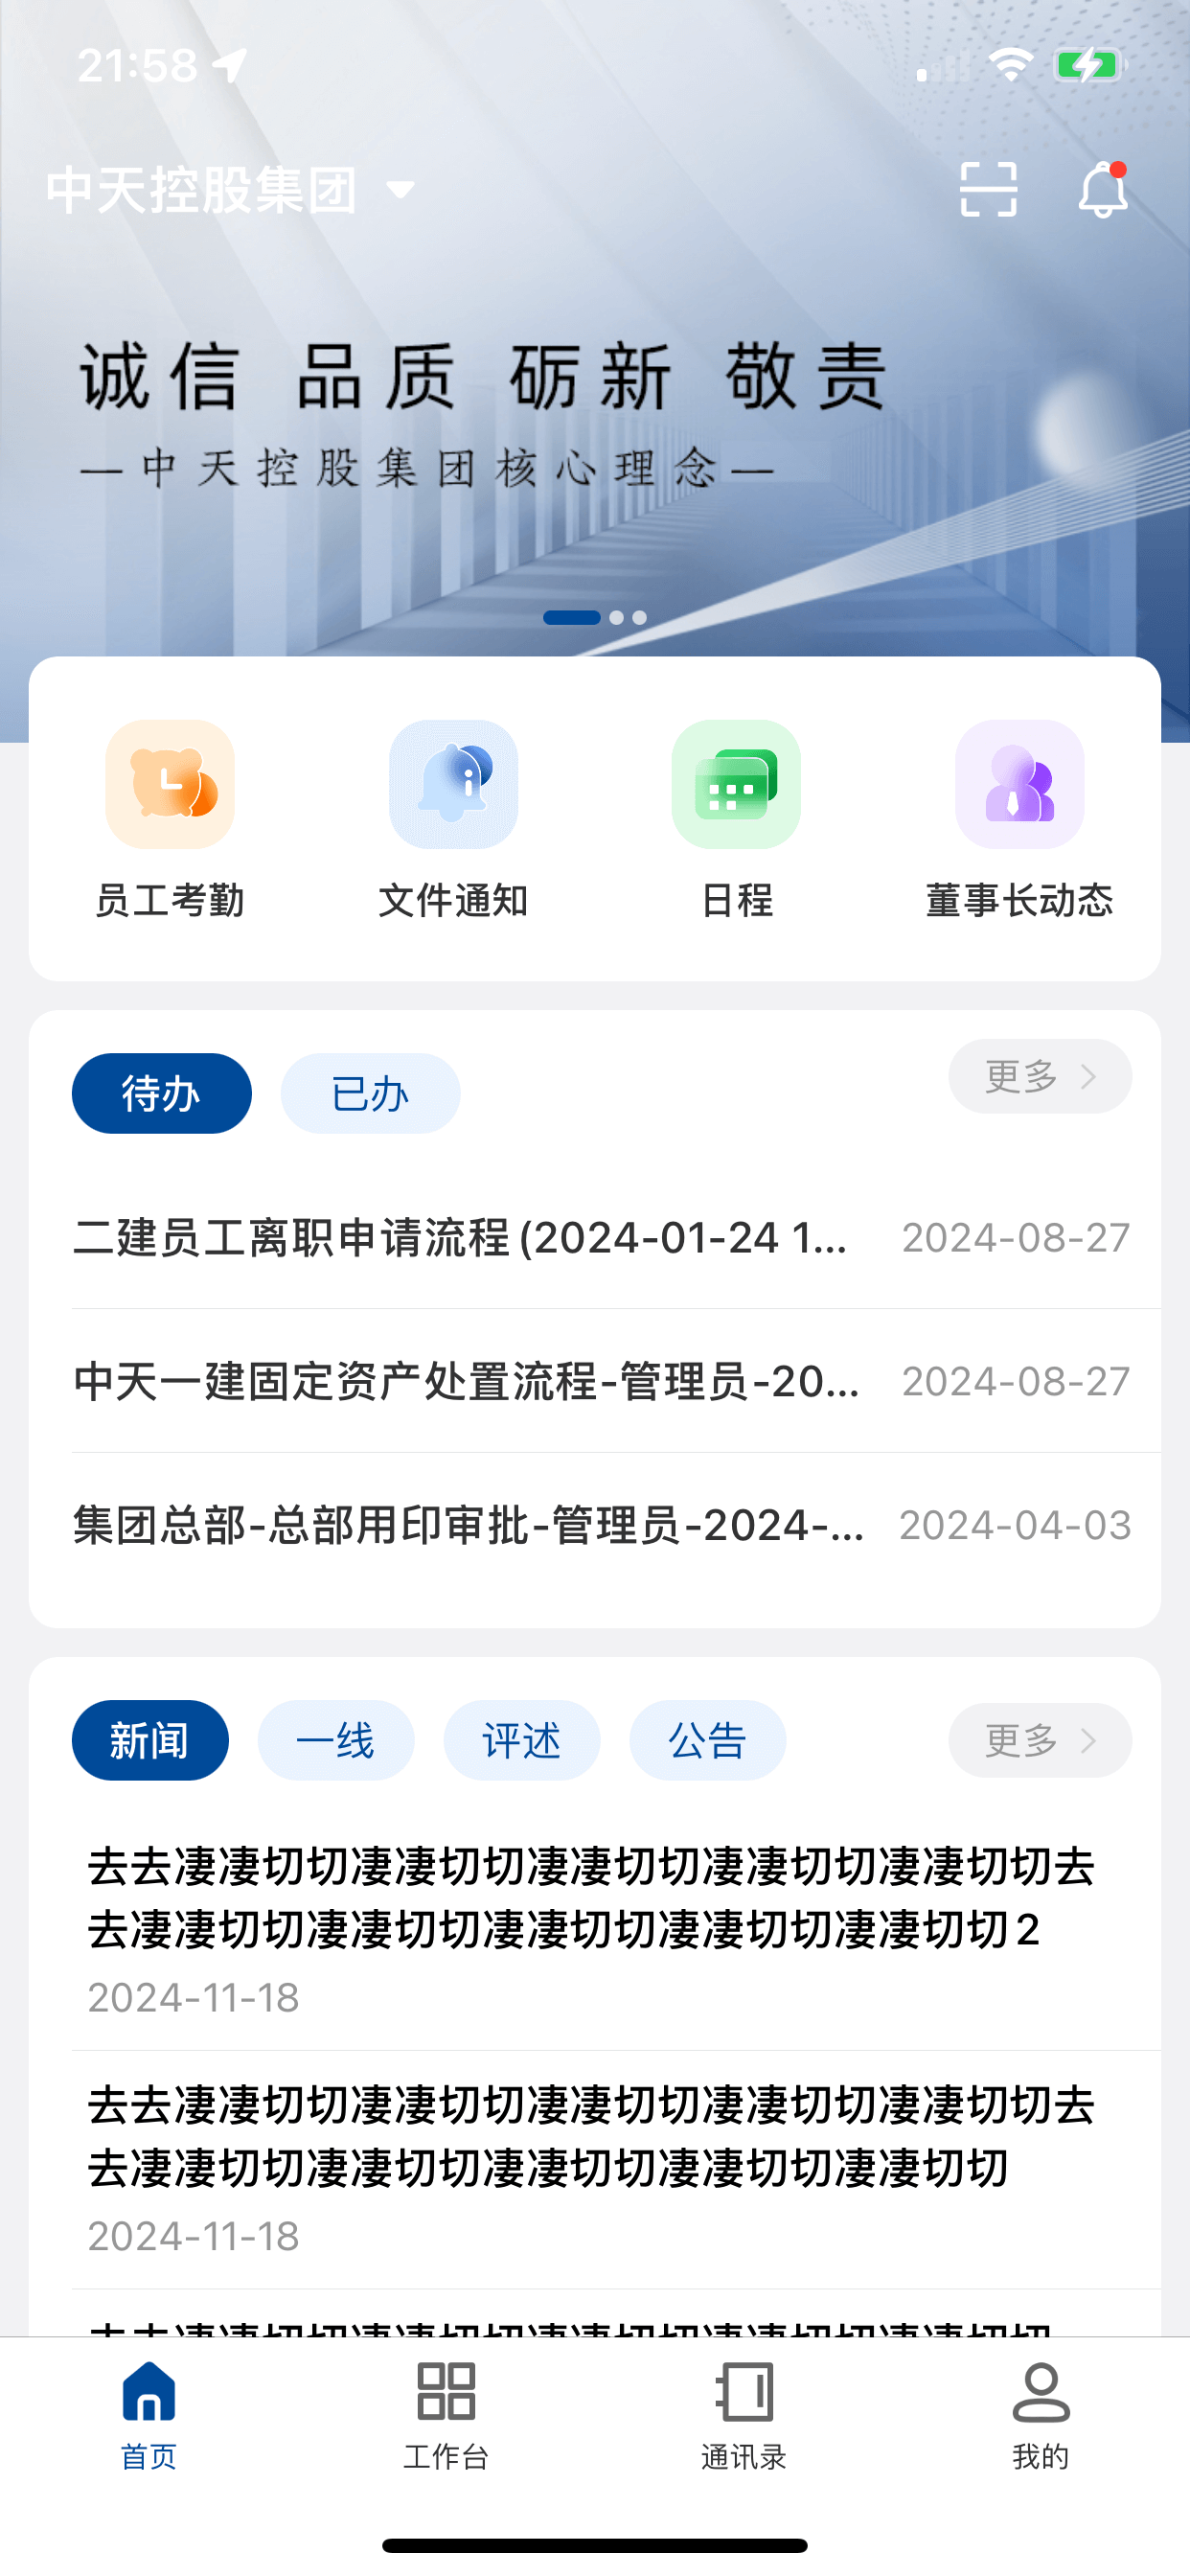 21:58
中天控股集团
诚信 品质 砺新 敬责
—中天控股集团核心理念—
员工考勤 文件通知 日程 董事长动态
待办 已办 更多
二建员工离职申请流程(2024-01-24 1... 2024-08-27
中天一建固定资产处置流程-管理员-20... 2024-08-27
集团总部-总部用印审批-管理员-2024-... 2024-04-03
新闻 一线 评述 公告 更多
去去凄凄切切凄凄切切凄凄切切凄凄切切凄凄切切去
去凄凄切切凄凄切切凄凄切切凄凄切切凄凄切切2
2024-11-18
去去凄凄切切凄凄切切凄凄切切凄凄切切凄凄切切去
去凄凄切切凄凄切切凄凄切切凄凄切切凄凄切切
2024-11-18
首页 工作台 通讯录 我的